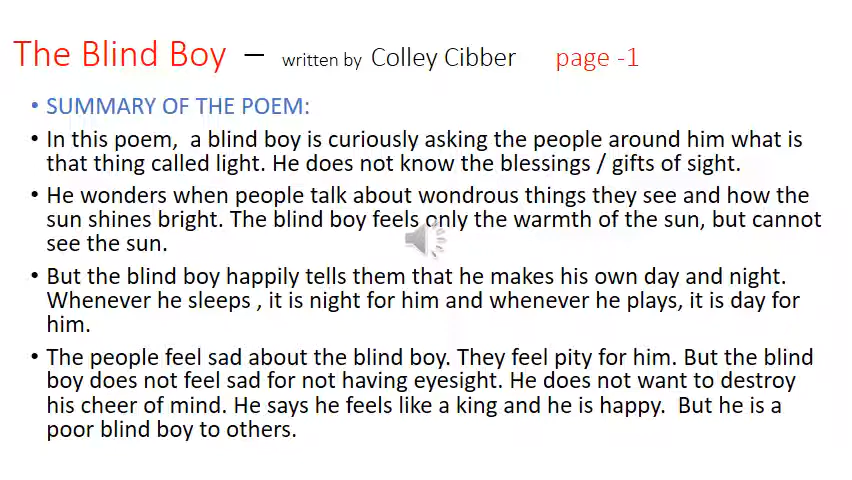 The Blind Boy – written by Colley Cibber page -1
• SUMMARY OF THE POEM:
• In this poem, a blind boy is curiously asking the people around him what is
that thing called light. He does not know the blessings / gifts of sight.
• He wonders when people talk about wondrous things they see and how the
sun shines bright. The blind boy feels only the warmth of the sun, but cannot
see the sun.
• But the blind boy happily tells them that he makes his own day and night.
Whenever he sleeps , it is night for him and whenever he plays, it is day for
him.
• The people feel sad about the blind boy. They feel pity for him. But the blind
boy does not feel sad for not having eyesight. He does not want to destroy
his cheer of mind. He says he feels like a king and he is happy. But he is a
poor blind boy to others.